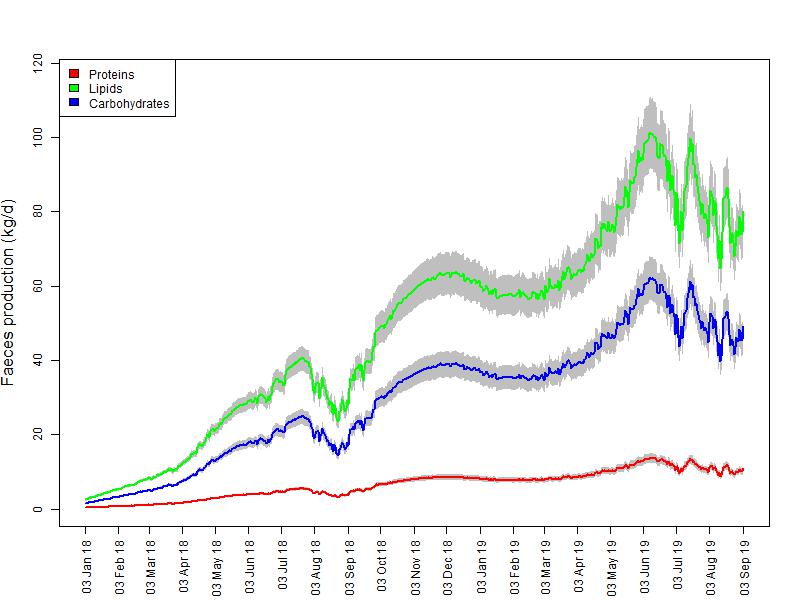 Proteins
Lipids
Carbohydrates
Faeces production (kg/d)
120
100
80
60
40
20
0
03 Jan 18
03 Feb 18
03 Mar 18
03 Apr 18
03 May 18
03 Jun 18
03 Jul 18
03 Aug 18
03 Sep 18
03 Oct 18
03 Nov 18
03 Dec 18
03 Jan 19
03 Feb 19
03 Mar 19
03 Apr 19
03 May 19
03 Jun 19
03 Jul 19
03 Aug 19
03 Sep 19